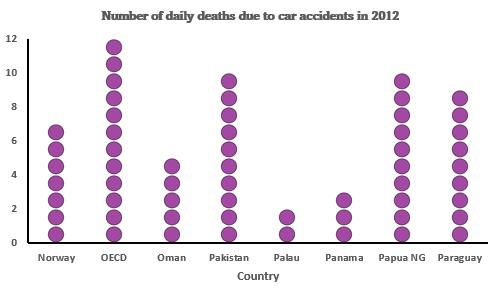 Number of daily deaths due to car accidents in 2012
12
10
8
6
4
2
0
Norway OECD Oman Pakistan Palau Panama Papua NG Paraguay
Country